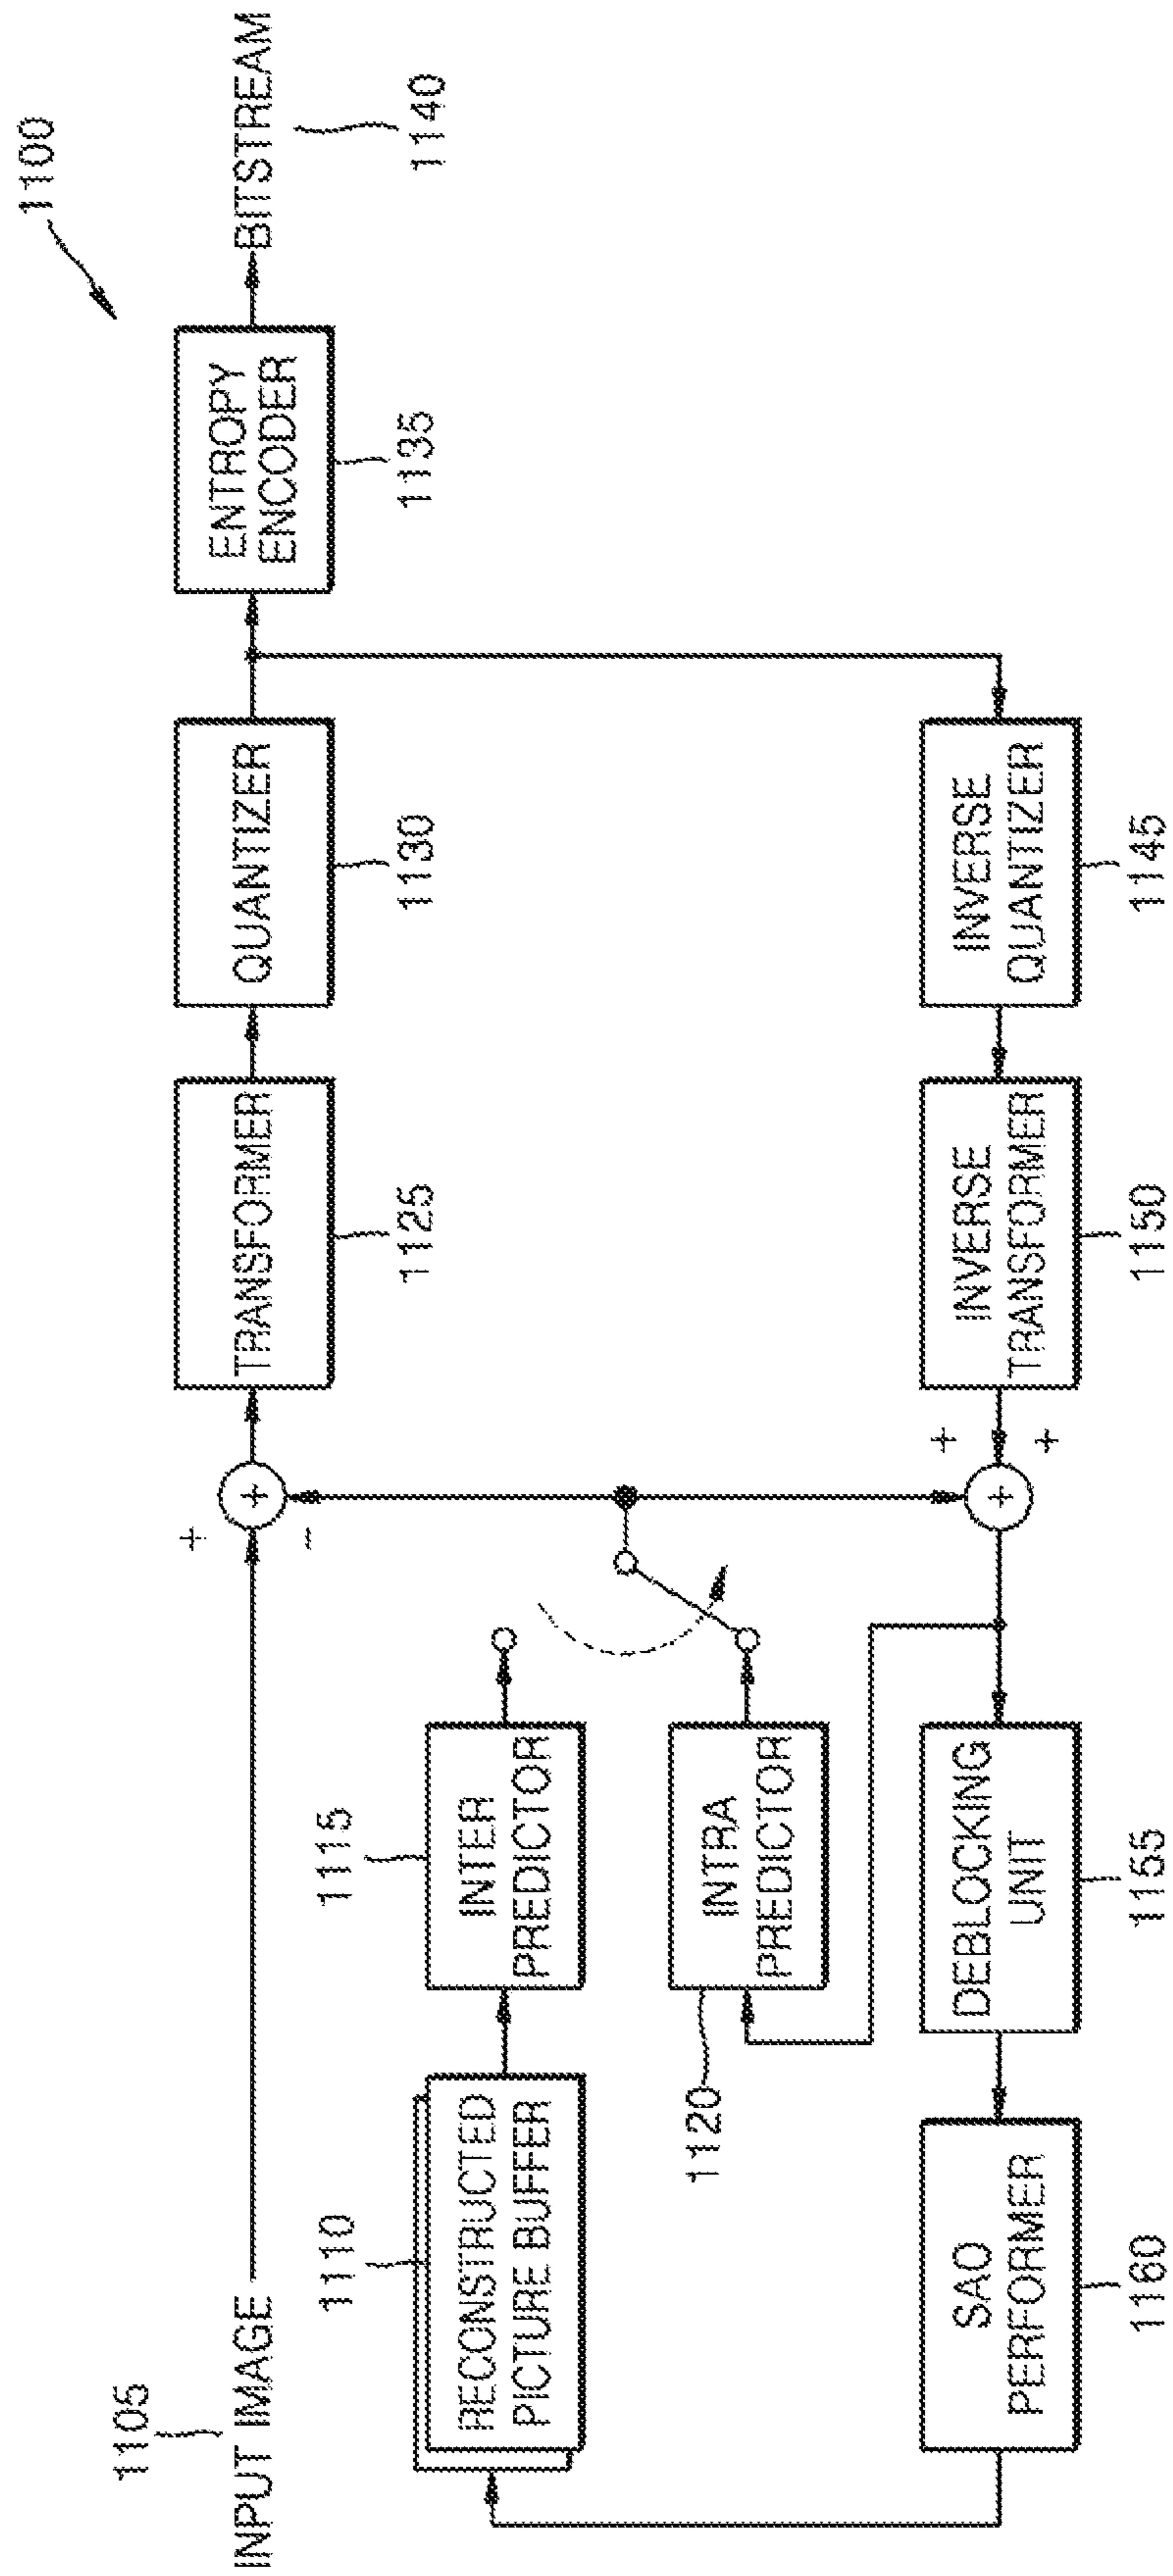 1100
1105
INPUT IMAGE
+
-
+
TRANSFORMER
1125
QUANTIZER
1130
ENTROPY
ENCODER
1135
BITSTREAM
1140
1110
RECONSTRUCTED
PICTURE BUFFER
1115
INTER
PREDICTOR
1120
INTRA
PREDICTOR
SAO
PERFORMER
1160
DEBLOCKING
UNIT
1155
+
+
+
INVERSE
TRANSFORMER
1150
INVERSE
QUANTIZER
1145